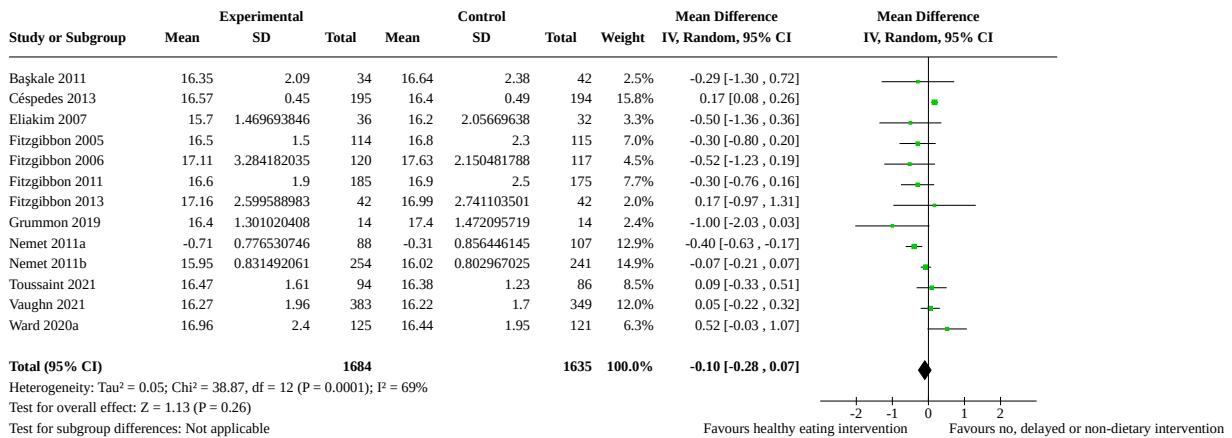 Experimental Control Mean Difference Mean Difference
Study or Subgroup Mean SD Total Mean SD Total Weight IV, Random, 95% CI IV, Random, 95% CI
Başkale 2011 16.35 2.09 34 16.64 2.38 42 2.5% -0.29 [-1.30 , 0.72]
Céspedes 2013 16.57 0.45 195 16.4 0.49 194 15.8% 0.17 [0.08 , 0.26]
Eliakim 2007 15.7 1.469693846 36 16.2 2.05669638 32 3.3% -0.50 [-1.36 , 0.36]
Fitzgibbon 2005 16.5 1.5 114 16.8 2.3 115 7.0% -0.30 [-0.80 , 0.20]
Fitzgibbon 2006 17.11 3.284182035 120 17.63 2.150481788 117 4.5% -0.52 [-1.23 , 0.19]
Fitzgibbon 2011 16.6 1.9 185 16.9 2.5 175 7.7% -0.30 [-0.76 , 0.16]
Fitzgibbon 2013 17.16 2.599588983 42 16.99 2.741103501 42 2.0% 0.17 [-0.97 , 1.31]
Grummon 2019 16.4 1.301020408 14 17.4 1.472095719 14 2.4% -1.00 [-2.03 , 0.03]
Nemet 2011a -0.71 0.776530746 88 -0.31 0.856446145 107 12.9% -0.40 [-0.63 , -0.17]
Nemet 2011b 15.95 0.831492061 254 16.02 0.802967025 241 14.9% -0.07 [-0.21 , 0.07]
Toussaint 2021 16.47 1.61 94 16.38 1.23 86 8.5% 0.09 [-0.33 , 0.51]
Vaughn 2021 16.27 1.96 383 16.22 1.7 349 12.0% 0.05 [-0.22 , 0.32]
Ward 2020a 16.96 2.4 125 16.44 1.95 121 6.3% 0.52 [-0.03 , 1.07]
Total (95% CI) 1684 1635 100.0% -0.10 [-0.28 , 0.07]
Heterogeneity: Tau² = 0.05; Chi² = 38.87, df = 12 (P = 0.0001); I² = 69%
Test for overall effect: Z = 1.13 (P = 0.26)
-2 -1 0 1 2
Test for subgroup differences: Not applicable
Favours healthy eating intervention Favours no, delayed or non-dietary intervention